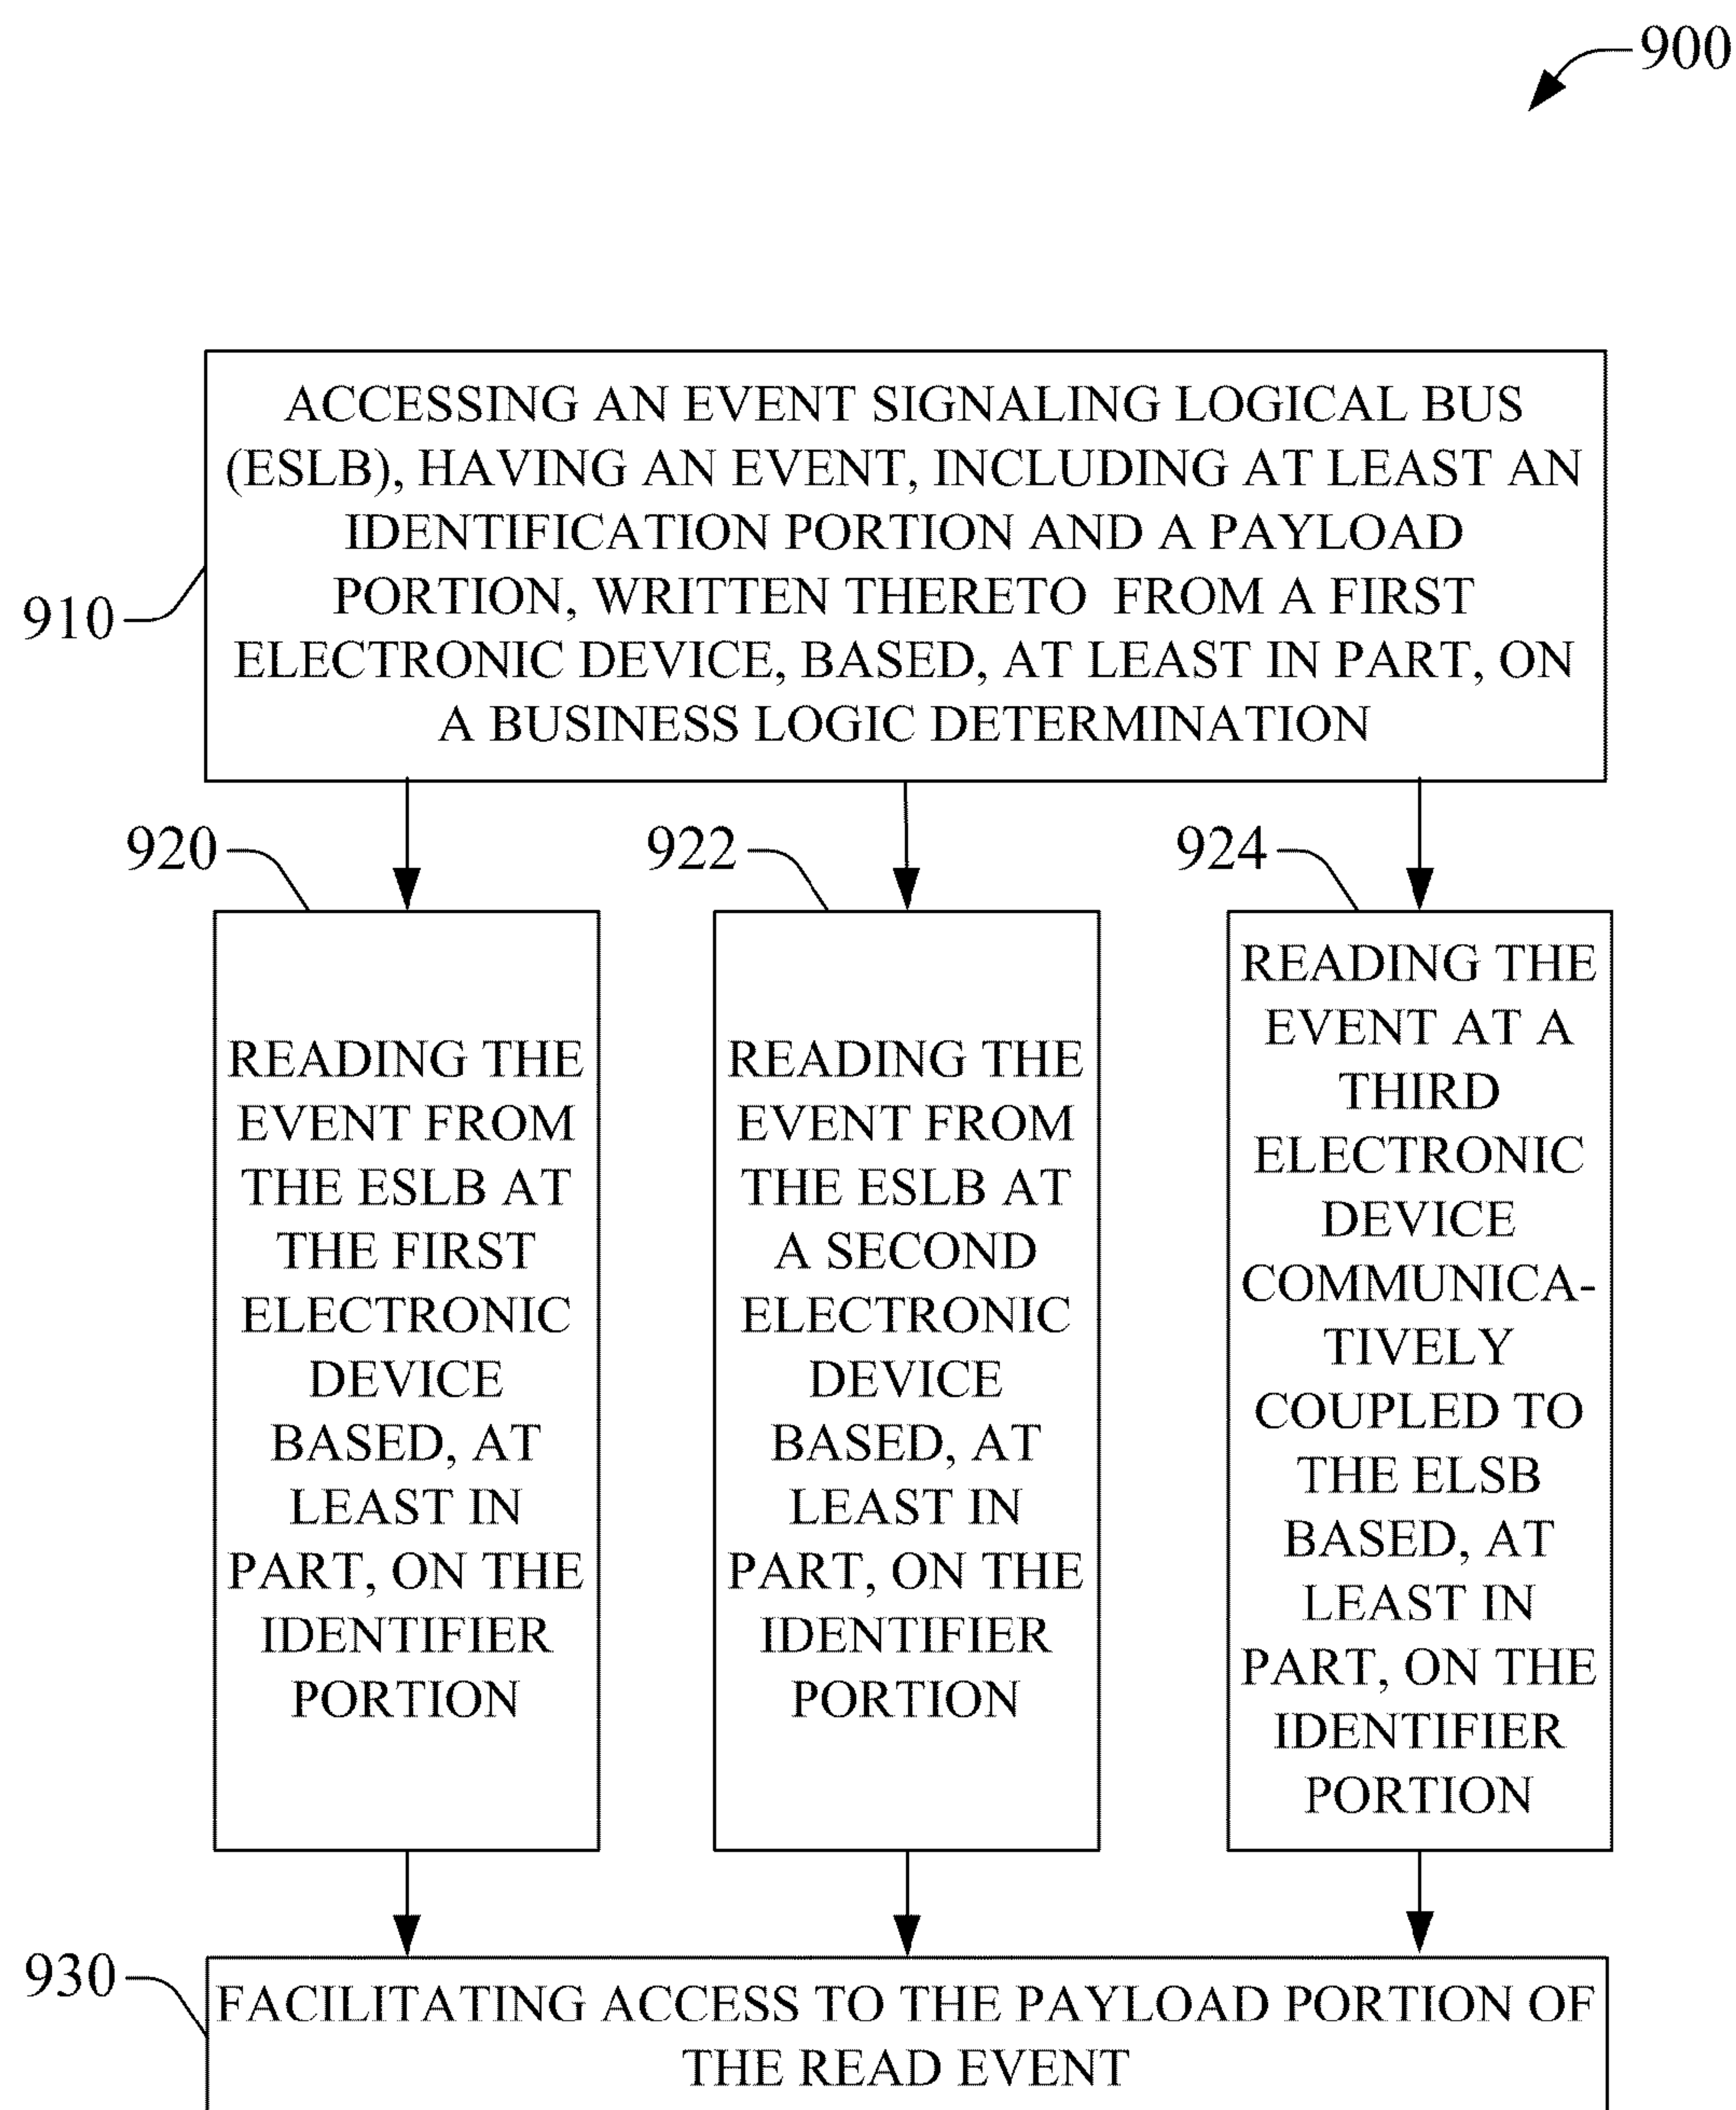 900
ACCESSING AN EVENT SIGNALING LOGICAL BUS
(ESLB), HAVING AN EVENT, INCLUDING AT LEAST AN
IDENTIFICATION PORTION AND A PAYLOAD
PORTION, WRITTEN THERETO FROM A FIRST
ELECTRONIC DEVICE, BASED, AT LEAST IN PART, ON
A BUSINESS LOGIC DETERMINATION
910
920
READING THE
EVENT FROM
THE ESLB AT
THE FIRST
ELECTRONIC
DEVICE
BASED, AT
LEAST IN
PART, ON THE
IDENTIFIER
PORTION
922
READING THE
EVENT FROM
THE ESLB AT
A SECOND
ELECTRONIC
DEVICE
BASED, AT
LEAST IN
PART, ON THE
IDENTIFIER
PORTION
924
READING THE
EVENT AT A
THIRD
ELECTRONIC
DEVICE
COMMUNICA-
TIVELY
COUPLED TO
THE ELSB
BASED, AT
LEAST IN
PART, ON THE
IDENTIFIER
PORTION
930
FACILITATING ACCESS TO THE PAYLOAD PORTION OF
THE READ EVENT